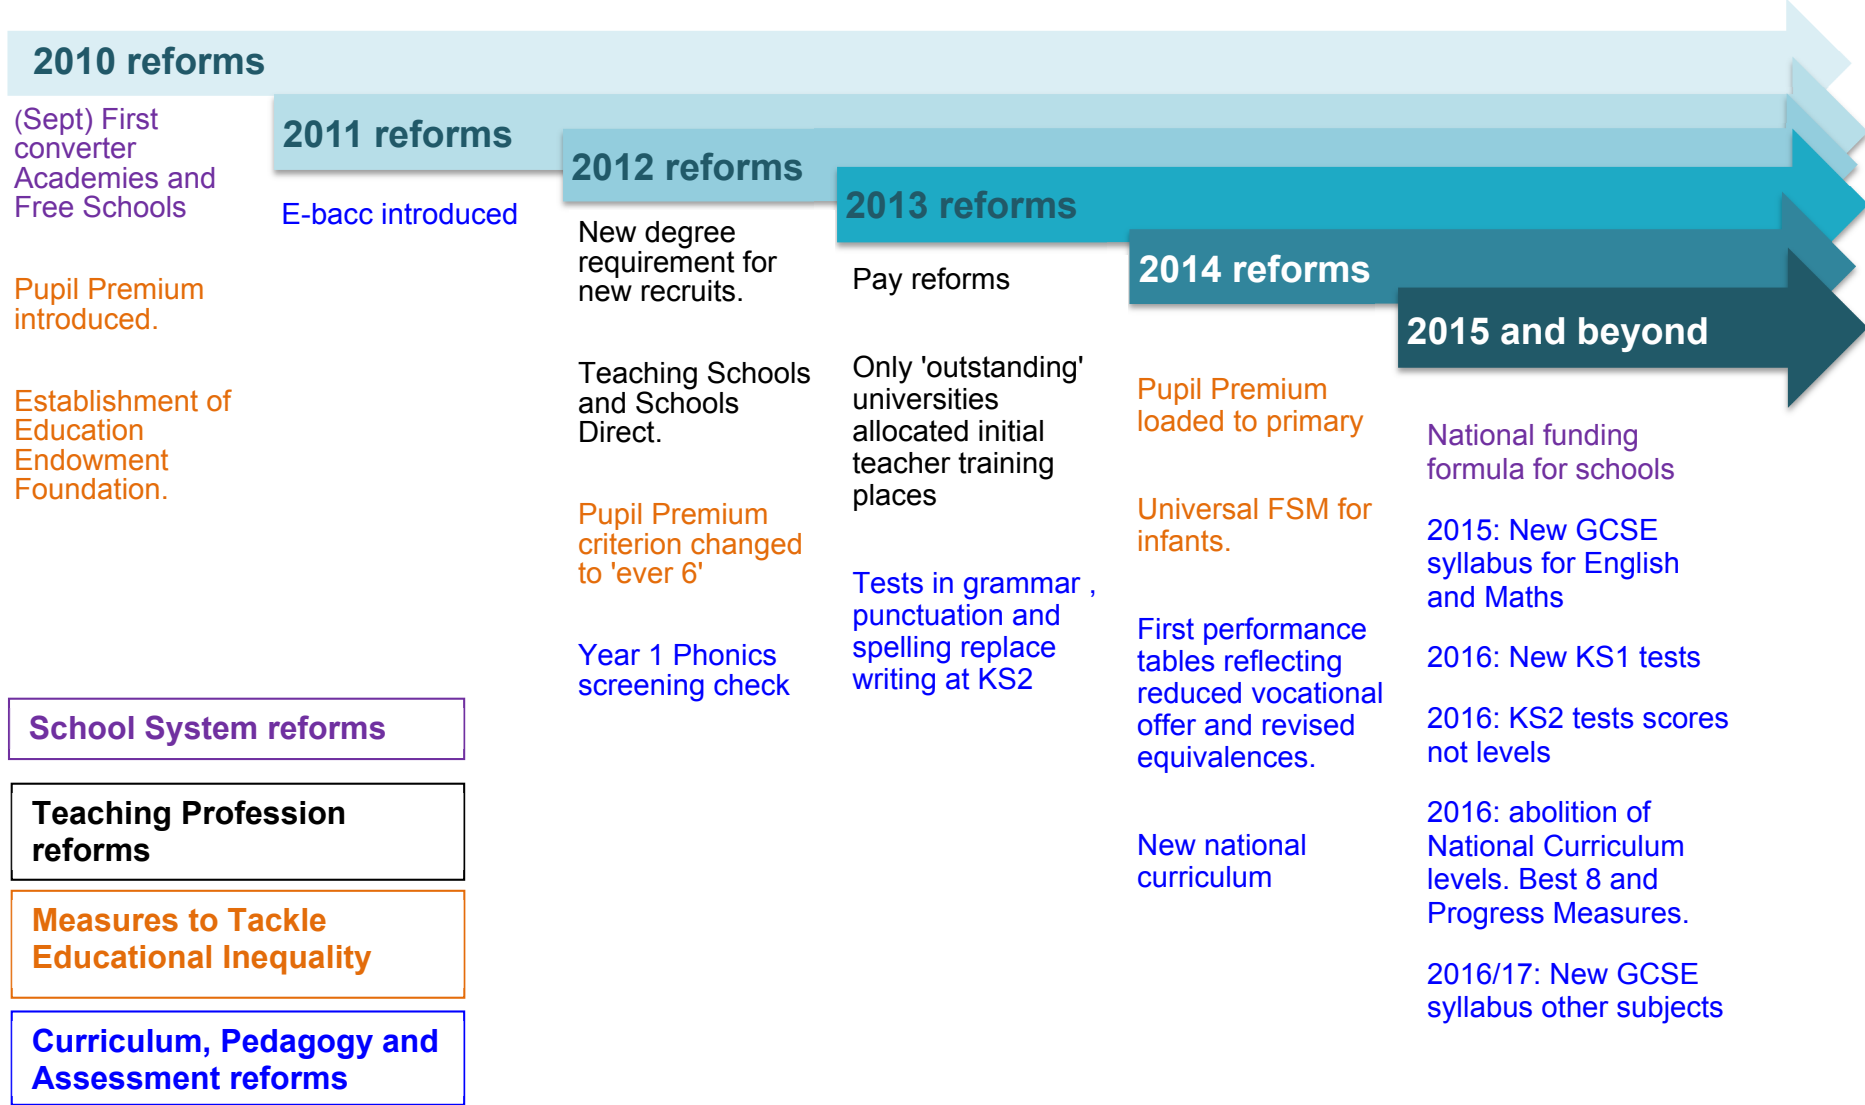 2010 reforms
(Sept) First
converter
Academies and
Free Schools
Pupil Premium
introduced.
Establishment of
Education
Endowment
Foundation.
2011 reforms
E-bacc introduced
2012 reforms
New degree
requirement for
new recruits.
Teaching Schools
and Schools
Direct.
Pupil Premium
criterion changed
to 'ever 6'
Year 1 Phonics
screening check
2013 reforms
Pay reforms
Only 'outstanding'
universities
allocated initial
teacher training
places
Tests in grammar ,
punctuation and
spelling replace
writing at KS2
2014 reforms
Pupil Premium
loaded to primary
Universal FSM for
infants.
First performance
tables reflecting
reduced vocational
offer and revised
equivalences.
New national
curriculum
2015 and beyond
National funding
formula for schools
2015: New GCSE
syllabus for English
and Maths
2016: New KS1 tests
2016: KS2 tests scores
not levels
2016: abolition of
National Curriculum
levels. Best 8 and
Progress Measures.
2016/17: New GCSE
syllabus other subjects
School System reforms
Teaching Profession
reforms
Measures to Tackle
Educational Inequality
Curriculum, Pedagogy and
Assessment reforms